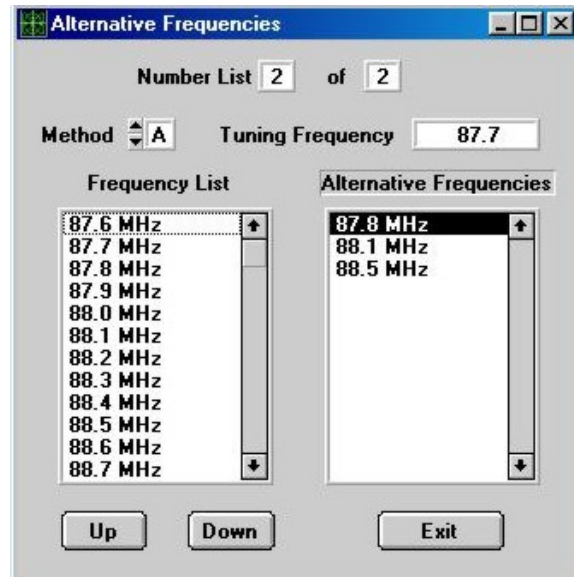 Alternative Frequencies
Number List 2 of 2
Method A Tuning Frequency 87.7
Frequency List
87.6 MHz
87.7 MHz
87.8 MHz
87.9 MHz
88.0 MHz
88.1 MHz
88.2 MHz
88.3 MHz
88.4 MHz
88.5 MHz
88.6 MHz
88.7 MHz
Alternative Frequencies
87.8 MHz
88.1 MHz
88.5 MHz
Up Down Exit